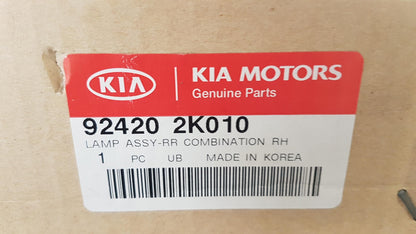 KIA
KIA MOTORS
Genuine Parts
92420 2K010
LAMP ASSY-RR COMBINATION RH
1 PC UB MADE IN KOREA